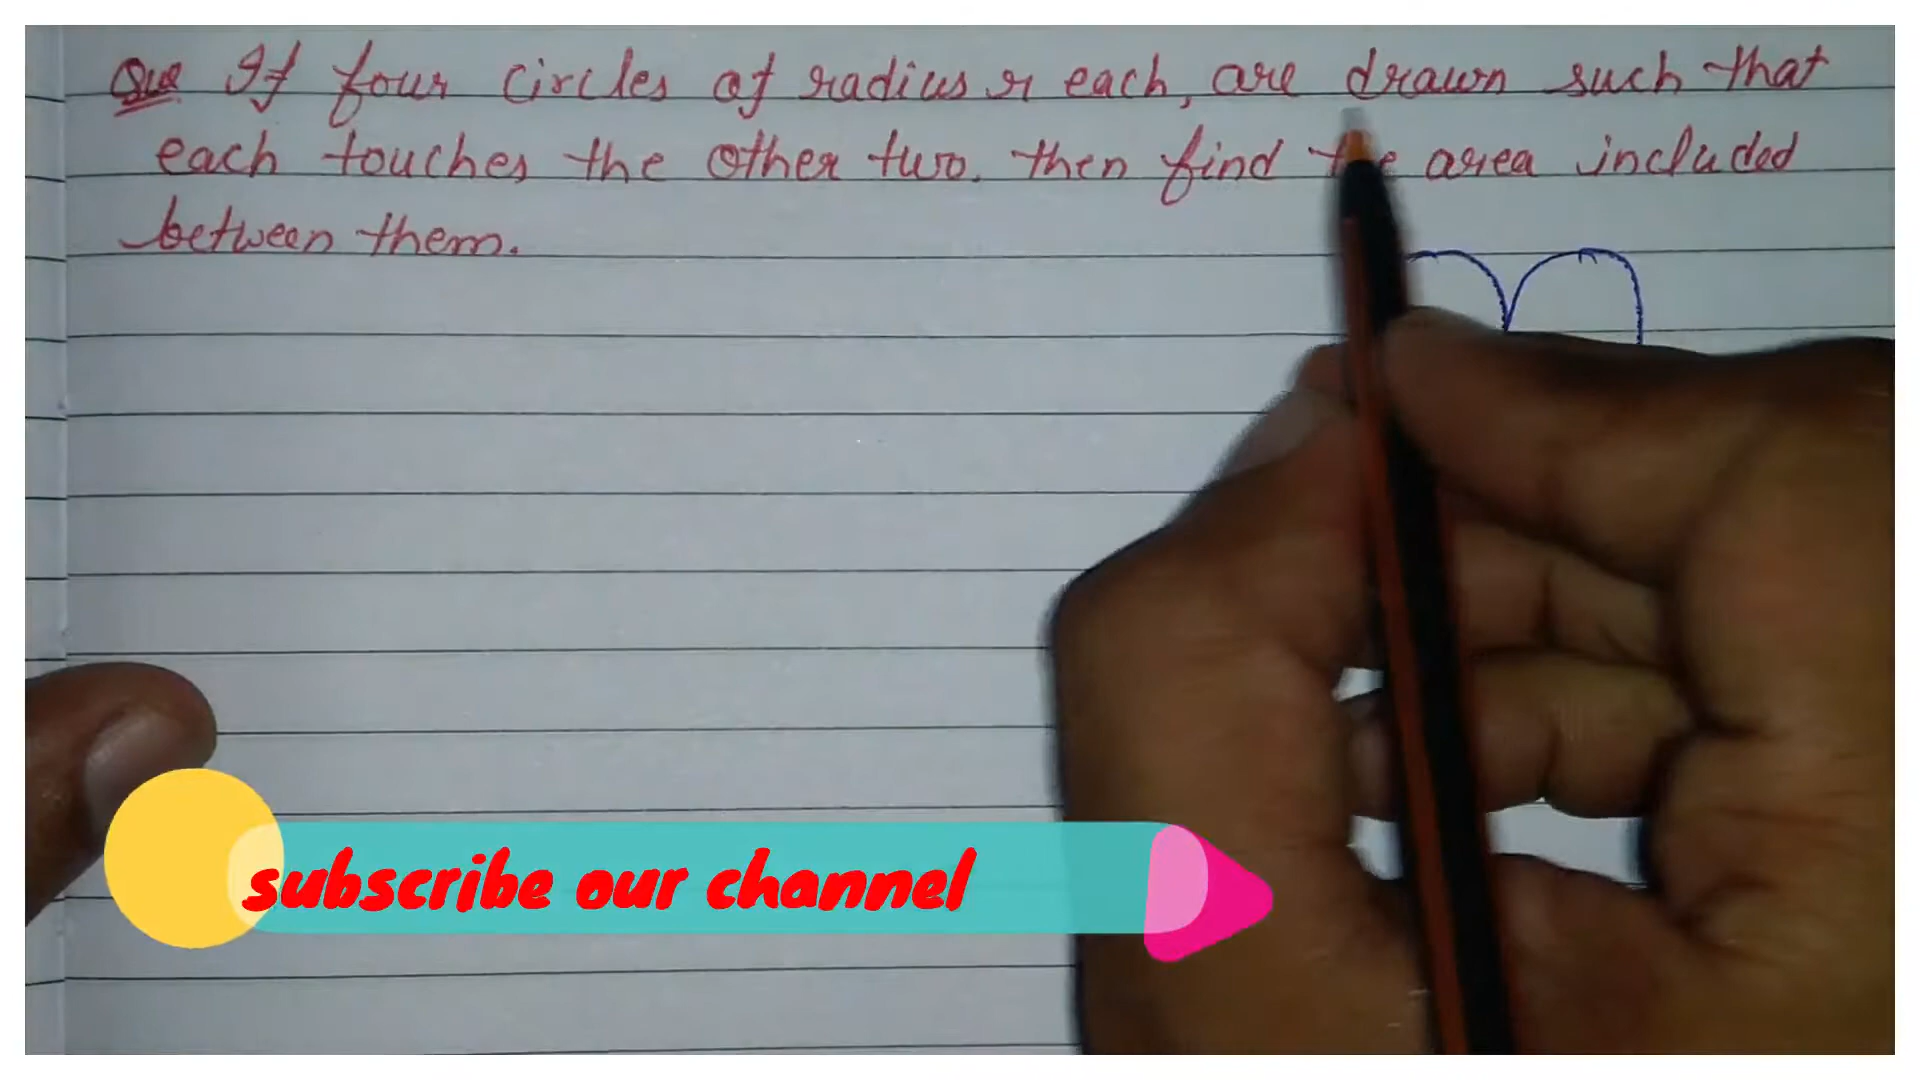 Que If four circles of radius r each, are drawn such that
each touches the other two. then find the area included
between them.
subscribe our channel